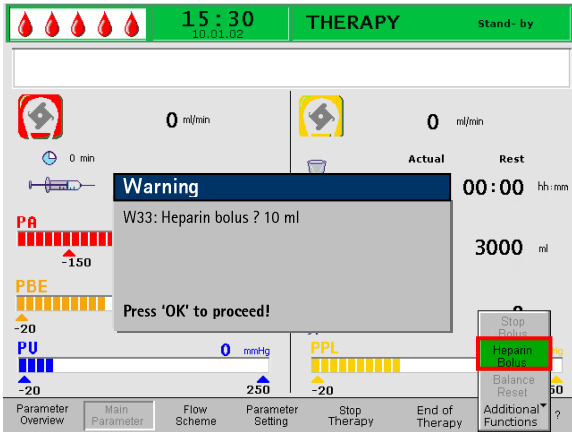 15:30
10.01.02
THERAPY
Stand- by
0 ml/min
0 ml/min
0 min
Actual Rest
00:00 hh:mm
Warning
W33: Heparin bolus ? 10 ml
Press 'OK' to proceed!
PA
-150
3000 ml
PBE
-20
PV 0 mmHg
-20 250
PPL
-20
50
Stop Bolus
Heparin Bolus
Balance Reset
Parameter Overview
Main Parameter
Flow Scheme
Parameter Setting
Stop Therapy
End of Therapy
Additional Functions
?